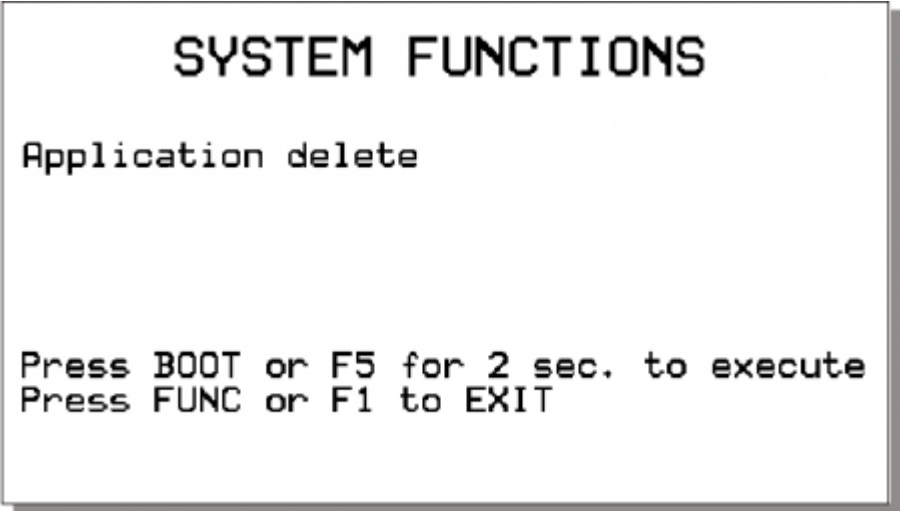 SYSTEM FUNCTIONS
Application delete
Press BOOT or F5 for 2 sec. to execute
Press FUNC or F1 to EXIT